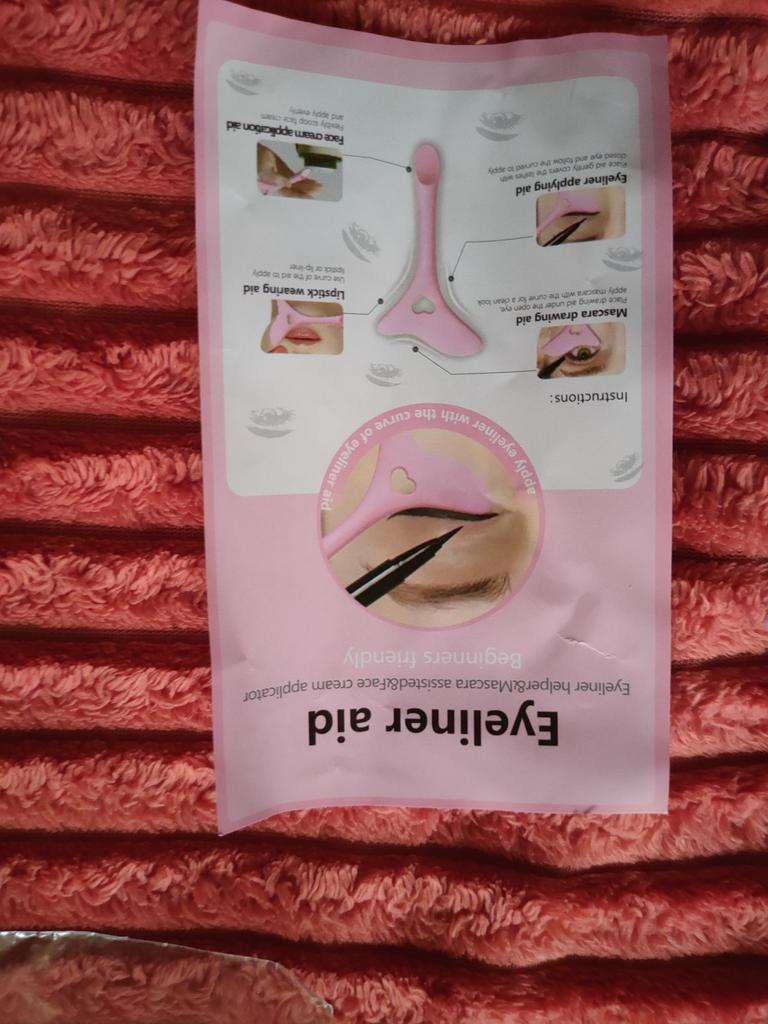 Eyeliner aid
Eyeliner helper&Mascara assisted&Face cream applicator
Beginners friendly
apply eyeliner with the curve of eyeliner aid
Instructions:
Mascara drawing aid
Place drawing aid under the open eye,
apply mascara with the curve for a clean look
Lipstick wearing aid
Use curve of the aid to apply
lipstick or lip-liner
Eyeliner applying aid
Place aid gently covers the lashes with
closed eye and follow the curved to apply
Face cream application aid
Flexibly scoop face cream
and apply evenly